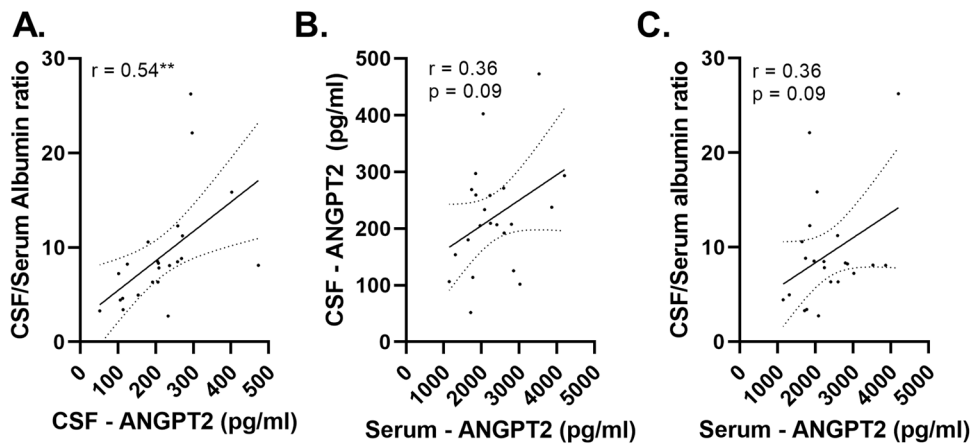 A.
r = 0.54**
CSF/Serum Albumin ratio
30
20
10
0
0
100
200
300
400
500
CSF - ANGPT2 (pg/ml)
B.
r = 0.36
p = 0.09
CSF - ANGPT2 (pg/ml)
500
400
300
200
100
0
0
1000
2000
3000
4000
5000
Serum - ANGPT2 (pg/ml)
C.
r = 0.36
p = 0.09
CSF/Serum albumin ratio
30
20
10
0
0
1000
2000
3000
4000
5000
Serum - ANGPT2 (pg/ml)